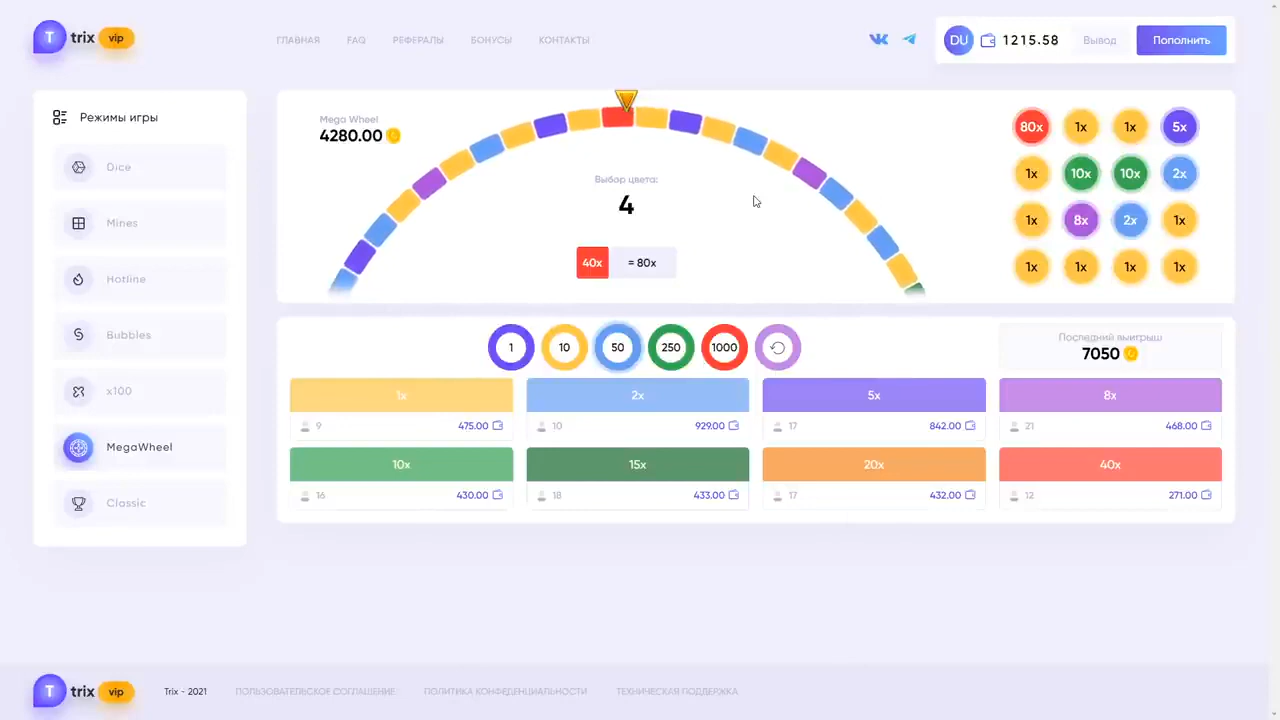 T trix vip
ГЛАВНАЯ FAQ РЕФЕРАЛЫ БОНУСЫ КОНТАКТЫ
DU 1215.58 Вывод Пополнить
Режимы игры
Dice
Mines
Hotline
Bubbles
x100
MegaWheel
Classic
Mega Wheel
4280.00
Выбор цвета:
4
40x = 80x
80x 1x 1x 5x
1x 10x 10x 2x
1x 8x 2x 1x
1x 1x 1x 1x
1 10 50 250 1000
Последний выигрыш
7050
1x 2x 5x 8x
9 475.00 10 929.00 17 842.00 21 468.00
10x 15x 20x 40x
16 430.00 18 433.00 17 432.00 12 271.00
T trix vip Trix - 2021 ПОЛЬЗОВАТЕЛЬСКОЕ СОГЛАШЕНИЕ ПОЛИТИКА КОНФЕДЕНЦИАЛЬНОСТИ ТЕХНИЧЕСКАЯ ПОДДЕРЖКА